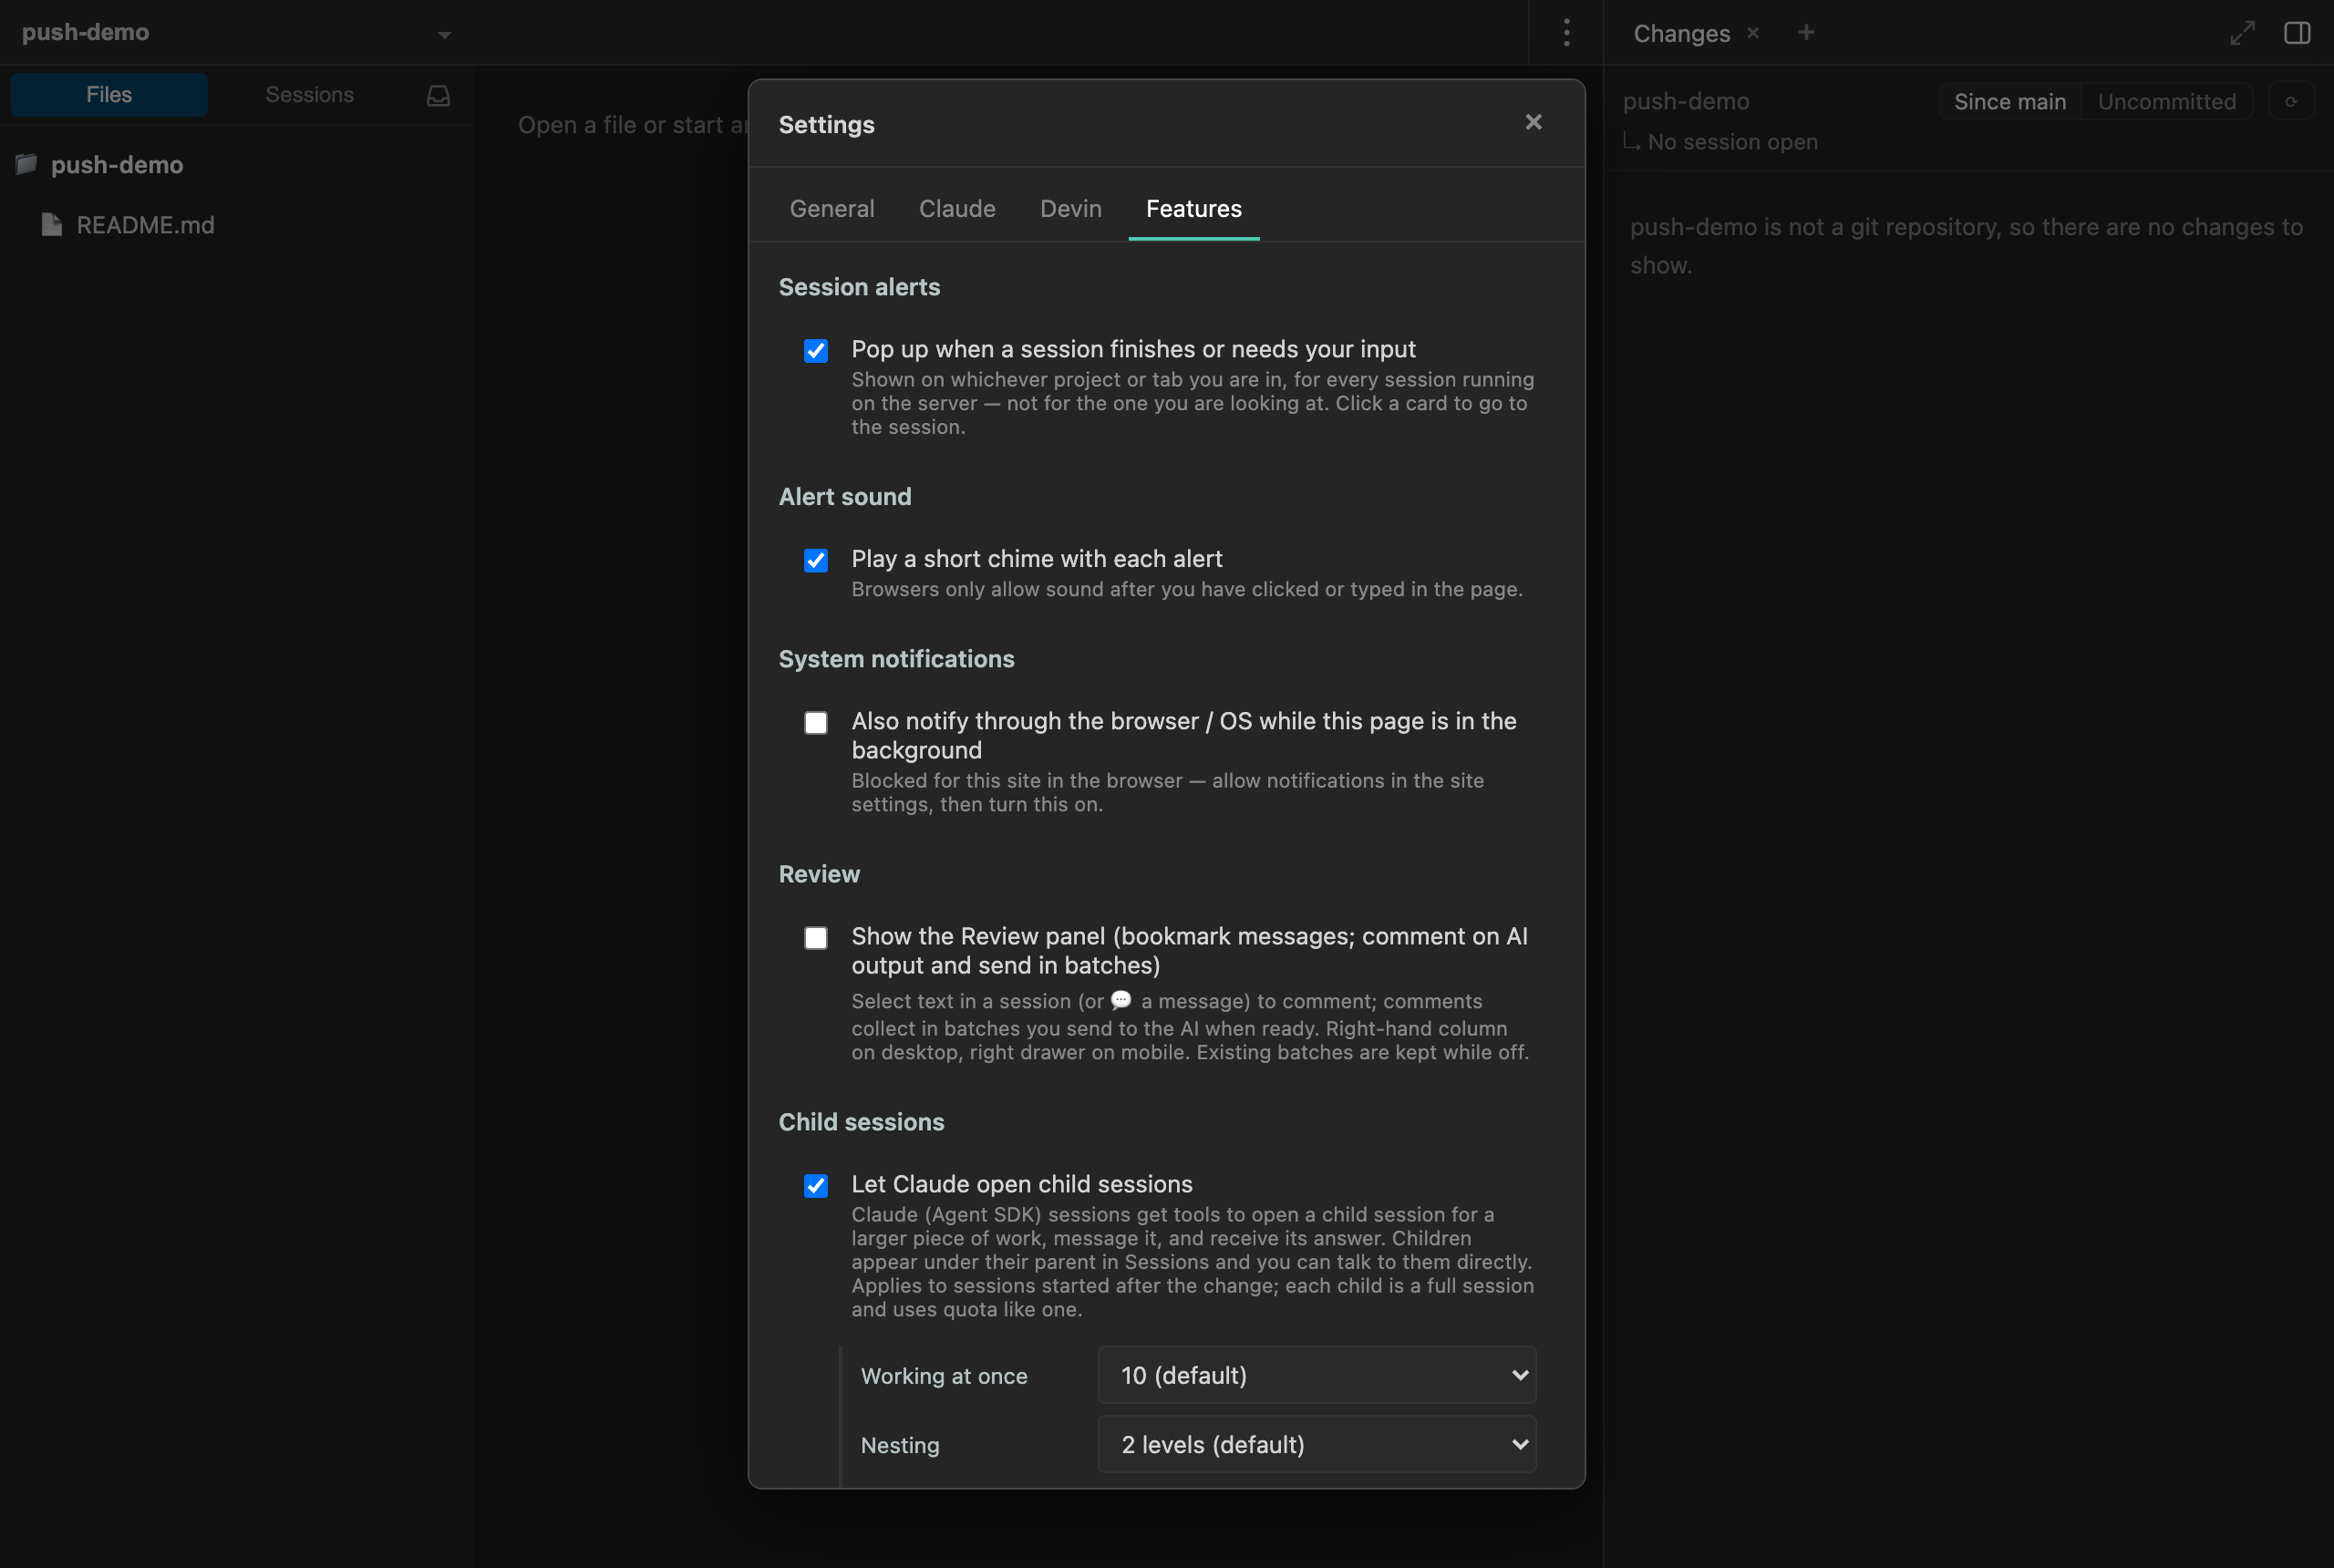 push-demo
Files
Sessions
push-demo
README.md
Open a file or start an
Settings
General
Claude
Devin
Features
Session alerts
Pop up when a session finishes or needs your input
Shown on whichever project or tab you are in, for every session running
on the server — not for the one you are looking at. Click a card to go to
the session.
Alert sound
Play a short chime with each alert
Browsers only allow sound after you have clicked or typed in the page.
System notifications
Also notify through the browser / OS while this page is in the
background
Blocked for this site in the browser — allow notifications in the site
settings, then turn this on.
Review
Show the Review panel (bookmark messages; comment on AI
output and send in batches)
Select text in a session (or 💬 a message) to comment; comments
collect in batches you send to the AI when ready. Right-hand column
on desktop, right drawer on mobile. Existing batches are kept while off.
Child sessions
Let Claude open child sessions
Claude (Agent SDK) sessions get tools to open a child session for a
larger piece of work, message it, and receive its answer. Children
appear under their parent in Sessions and you can talk to them directly.
Applies to sessions started after the change; each child is a full session
and uses quota like one.
Working at once
10 (default)
Nesting
2 levels (default)
Changes
push-demo
Since main
Uncommitted
No session open
push-demo is not a git repository, so there are no changes to
show.